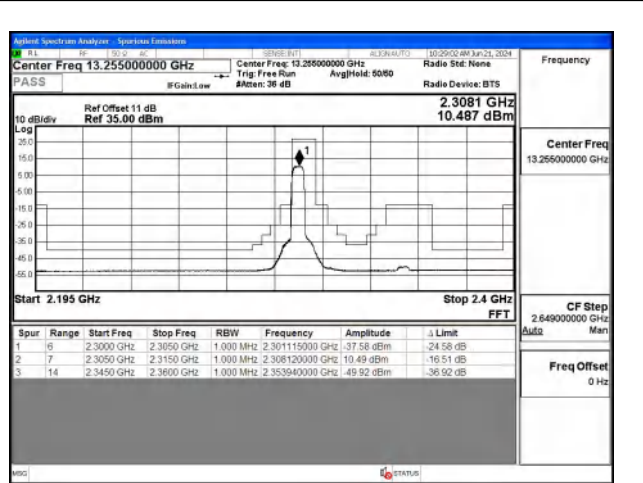 Agilent Spectrum Analyzer - Spurious Emissions
RL RF 50 Ω AC SENSE:INT ALIGN AUTO 10:29:02 AM Jun 21, 2024
Center Freq 13.255000000 GHz Center Freq: 13.255000000 GHz Radio Std: None
Trig: Free Run Avg|Hold: 50/50
PASS IFGain:Low #Atten: 36 dB Radio Device: BTS
Frequency
Ref Offset 11 dB 2.3081 GHz
10 dB/div Ref 35.00 dBm 10.487 dBm
Log
25.0
15.0
5.00
-5.00
-15.0
-25.0
-35.0
-45.0
-55.0
1
Start 2.195 GHz Stop 2.4 GHz
FFT
Spur Range Start Freq Stop Freq RBW Frequency Amplitude Δ Limit
1 6 2.3000 GHz 2.3050 GHz 1.000 MHz 2.301115000 GHz -37.58 dBm -24.58 dB
2 7 2.3050 GHz 2.3150 GHz 1.000 MHz 2.308120000 GHz 10.49 dBm -16.51 dB
3 14 2.3450 GHz 2.3600 GHz 1.000 MHz 2.353940000 GHz -49.92 dBm -36.92 dB
Center Freq
13.255000000 GHz
CF Step
2.649000000 GHz
Auto Man
Freq Offset
0 Hz
MSG STATUS